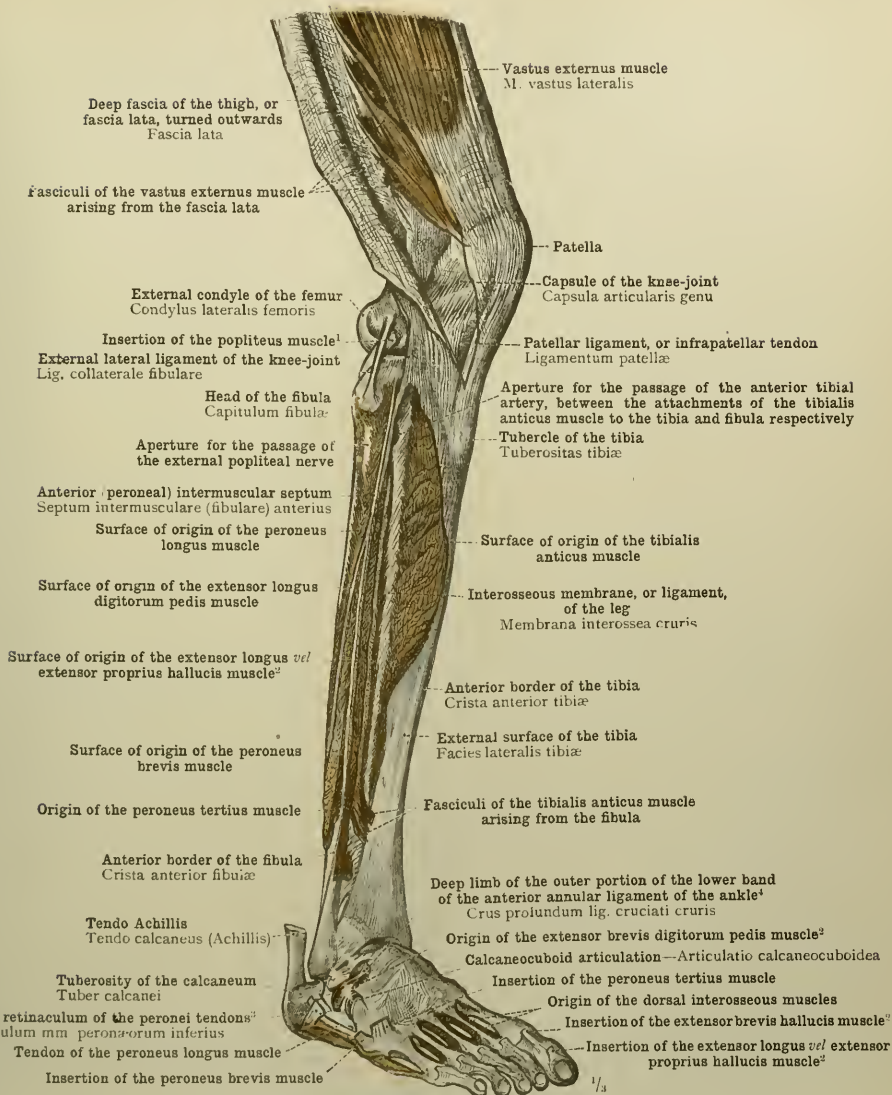 Vastus externus muscle
M. vastus lateralis
Deep fascia of the thigh, or
fascia lata, turned outwards
Fascia lata
Fasciculi of the vastus externus muscle
arising from the fascia lata
Patella
Capsule of the knee-joint
Capsula articularis genu
External condyle of the femur
Condylus lateralis femoris
Insertion of the popliteus muscle¹
External lateral ligament of the knee-joint
Lig. collaterale fibulare
Patellar ligament, or infrapatellar tendon
Ligamentum patellæ
Head of the fibula
Capitulum fibulæ
Aperture for the passage of the anterior tibial
artery, between the attachments of the tibialis
anticus muscle to the tibia and fibula respectively
Tubercle of the tibia
Tuberositas tibiæ
Aperture for the passage of
the external popliteal nerve
Anterior (peroneal) intermuscular septum
Septum intermusculare (fibulare) anterius
Surface of origin of the peroneus
longus muscle
Surface of origin of the tibialis
anticus muscle
Surface of origin of the extensor longus
digitorum pedis muscle
Interosseous membrane, or ligament,
of the leg
Membrana interossea cruris
Surface of origin of the extensor longus vel
extensor proprius hallucis muscle²
Anterior border of the tibia
Crista anterior tibiæ
External surface of the tibia
Facies lateralis tibiæ
Surface of origin of the peroneus
brevis muscle
Origin of the peroneus tertius muscle
Fasciculi of the tibialis anticus muscle
arising from the fibula
Anterior border of the fibula
Crista anterior fibulæ
Deep limb of the outer portion of the lower band
of the anterior annular ligament of the ankle⁴
Crus profundum lig. cruciati cruris
Tendo Achillis
Tendo calcaneus (Achillis)
Origin of the extensor brevis digitorum pedis muscle²
Calcaneocuboid articulation—Articulatio calcaneocuboidea
Tuberosity of the calcaneum
Tuber calcanei
Insertion of the peroneus tertius muscle
Origin of the dorsal interosseous muscles
retinaculum of the peronei tendons³
ulum mm peronæorum inferius
Insertion of the extensor brevis hallucis muscle²
Tendon of the peroneus longus muscle
Insertion of the extensor longus vel extensor
proprius hallucis muscle²
Insertion of the peroneus brevis muscle
1/3